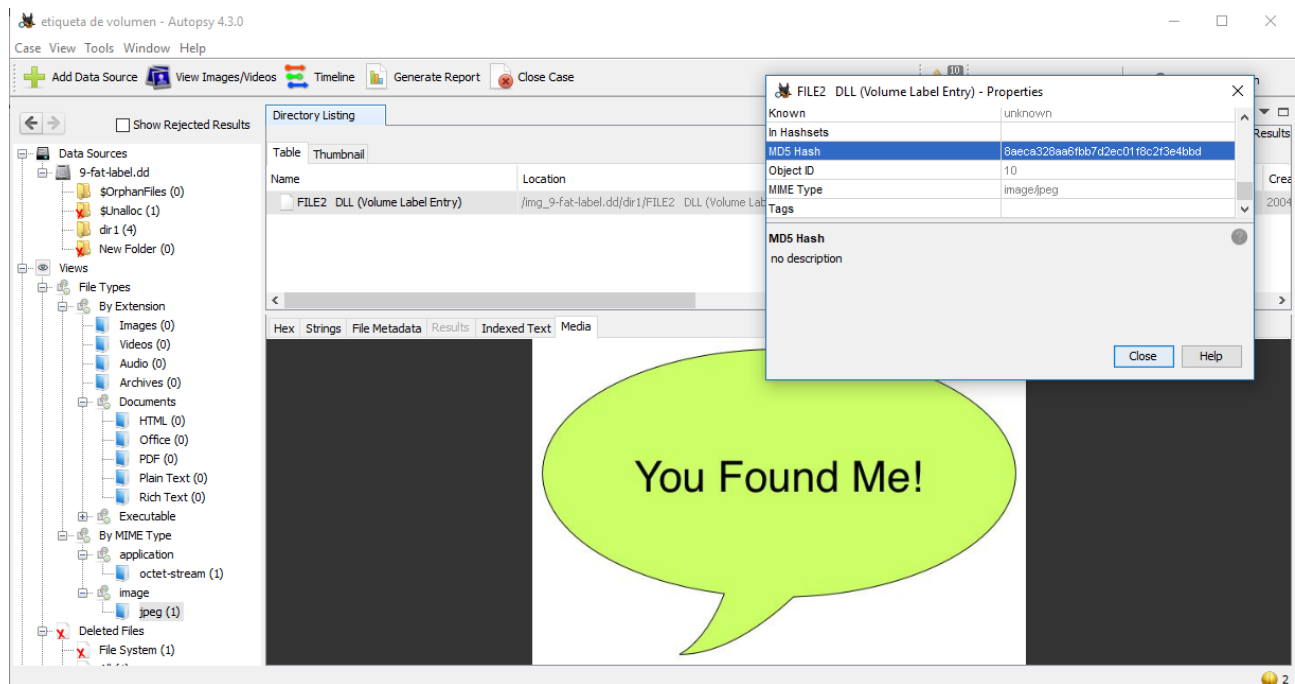 etiqueta de volumen - Autopsy 4.3.0
Case View Tools Window Help
Add Data Source View Images/Videos Timeline Generate Report Close Case
10
Show Rejected Results
Data Sources
9-fat-label.dd
$OrphanFiles (0)
$Unalloc (1)
dir1 (4)
New Folder (0)
Views
File Types
By Extension
Images (0)
Videos (0)
Audio (0)
Archives (0)
Documents
HTML (0)
Office (0)
PDF (0)
Plain Text (0)
Rich Text (0)
Executable
By MIME Type
application
octet-stream (1)
image
jpeg (1)
Deleted Files
File System (1)
Directory Listing
Results
Table Thumbnail
Name Location Crea
FILE2 DLL (Volume Label Entry) /img_9-fat-label.dd/dir1/FILE2 DLL (Volume Lab 2004
Hex Strings File Metadata Results Indexed Text Media
You Found Me!
FILE2 DLL (Volume Label Entry) - Properties
Known unknown
In Hashsets
MD5 Hash 8aeca328aa6fbb7d2ec01f8c2f3e4bbd
Object ID 10
MIME Type image/jpeg
Tags
MD5 Hash
no description
Close Help
2